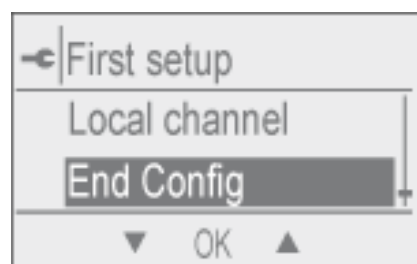 First setup
Local channel
End Config
▼ OK ▲